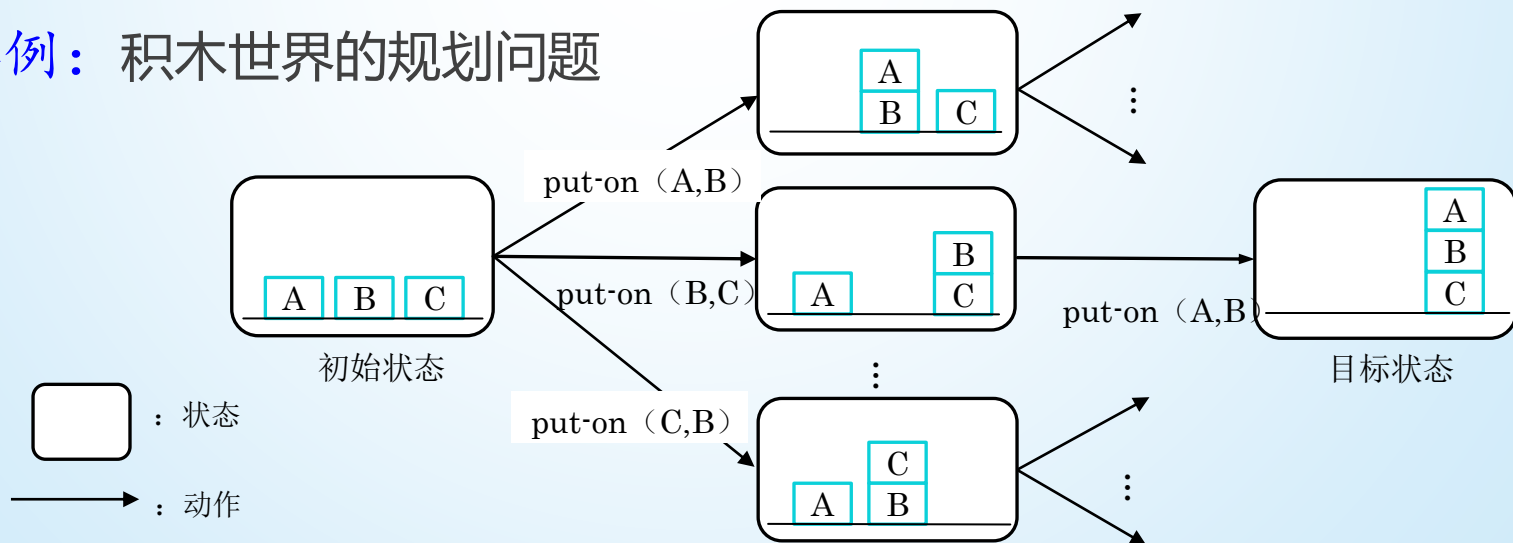 例：积木世界的规划问题
A
B
C
put-on（A,B）
A
B
C
初始状态
put-on（B,C）
A
B
C
put-on（A,B）
A
B
C
目标状态
⋮
⋮
put-on（C,B）
A
C
B
⋮
：状态
：动作